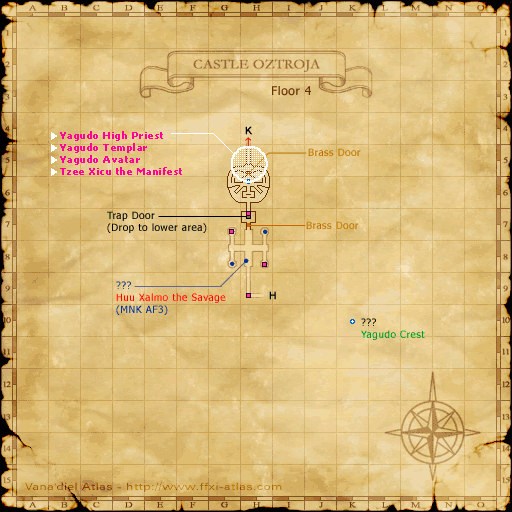 A B C D E F G H I J K L M N O
CASTLE OZTROJA
Floor 4
K
Yagudo High Priest
Yagudo Templar
Yagudo Avatar
Tzee Xicu the Manifest
Brass Door
Trap Door
(Drop to lower area)
Brass Door
???
Huu Xalmo the Savage
(MNK AF3)
H
???
Yagudo Crest
1
2
3
4
5
6
7
8
9
10
11
12
13
14
15
Vana'diel Atlas - http://www.ffxi-atlas.com
A B C D E F G H I J K L M N O